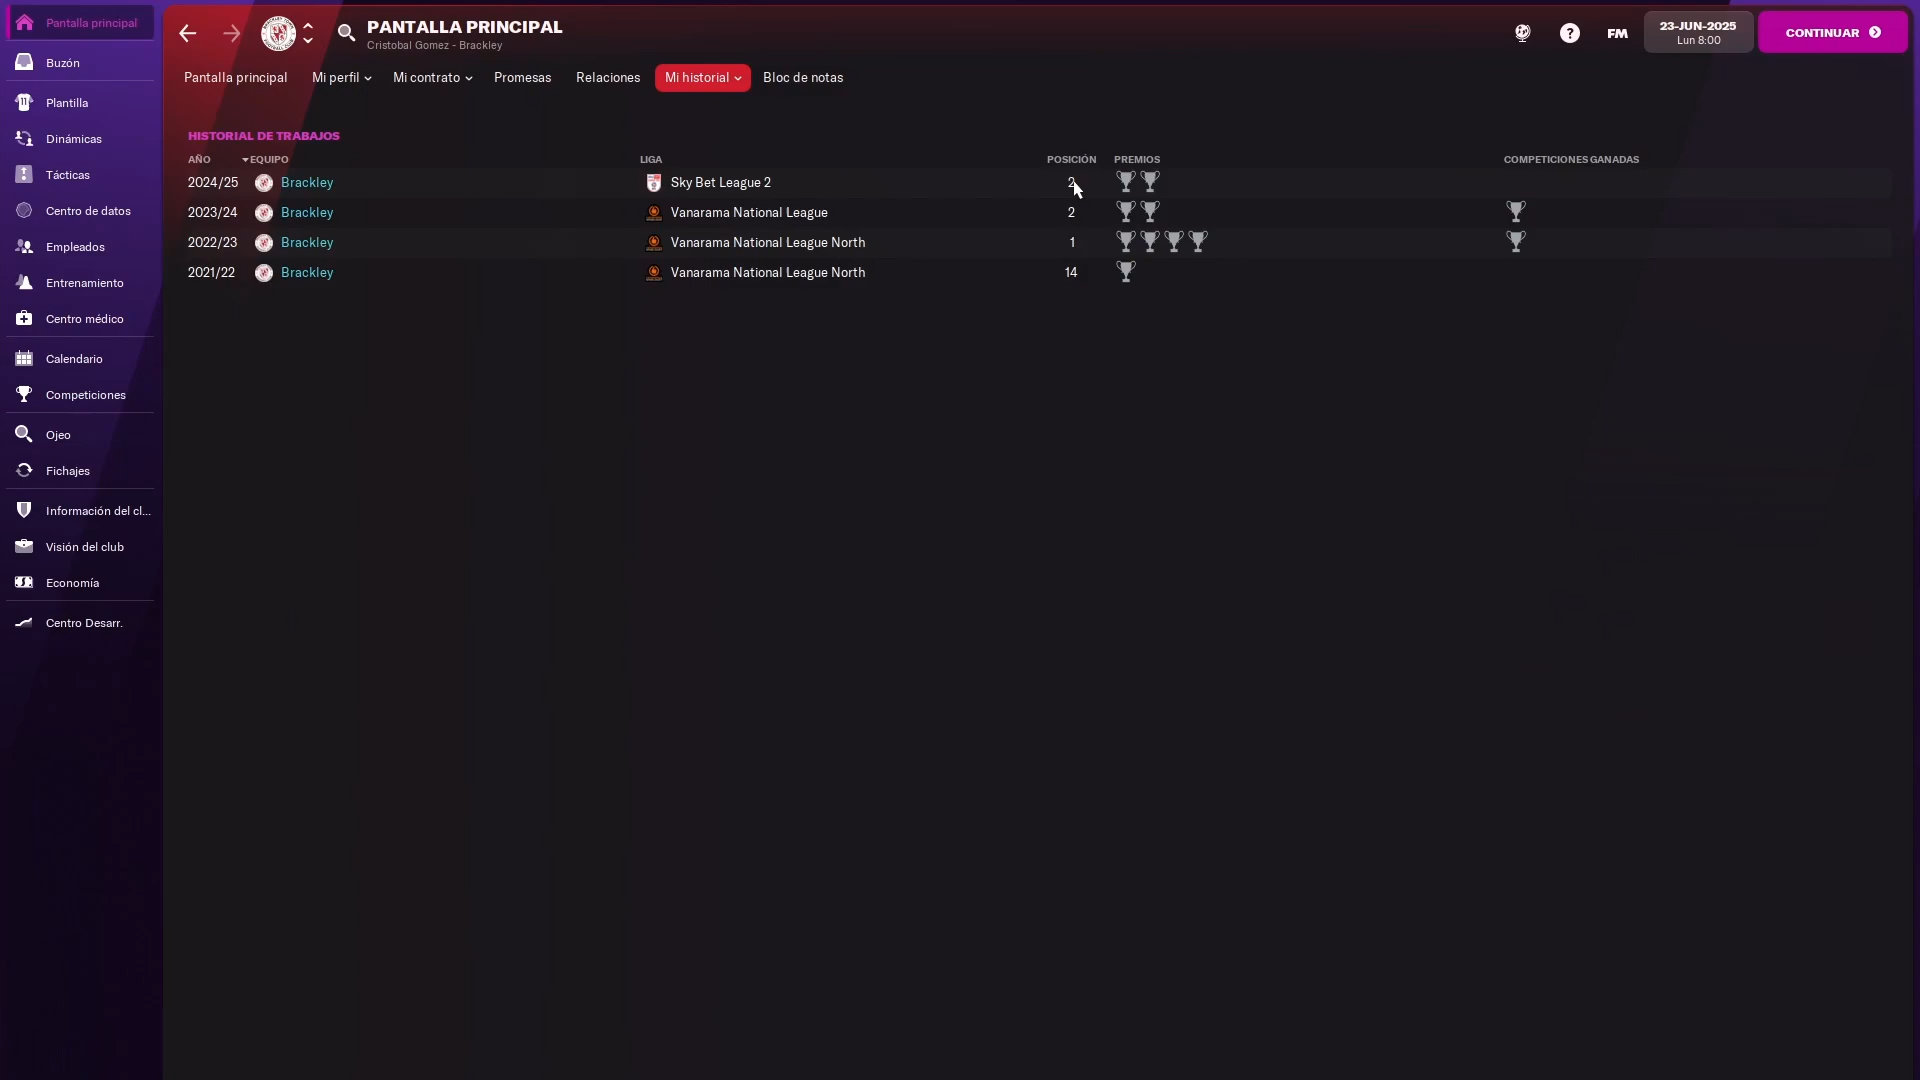 Pantalla principal
Buzón
Plantilla
Dinámicas
Tácticas
Centro de datos
Empleados
Entrenamiento
Centro médico
Calendario
Competiciones
Ojeo
Fichajes
Información del cl...
Visión del club
Economía
Centro Desarr.
PANTALLA PRINCIPAL
Cristobal Gomez - Brackley
FM
23-JUN-2025
Lun 8:00
CONTINUAR
Pantalla principal Mi perfil Mi contrato Promesas Relaciones Mi historial Bloc de notas
HISTORIAL DE TRABAJOS
AÑO EQUIPO LIGA POSICIÓN PREMIOS COMPETICIONES GANADAS
2024/25 Brackley Sky Bet League 2 2
2023/24 Brackley Vanarama National League 2
2022/23 Brackley Vanarama National League North 1
2021/22 Brackley Vanarama National League North 14